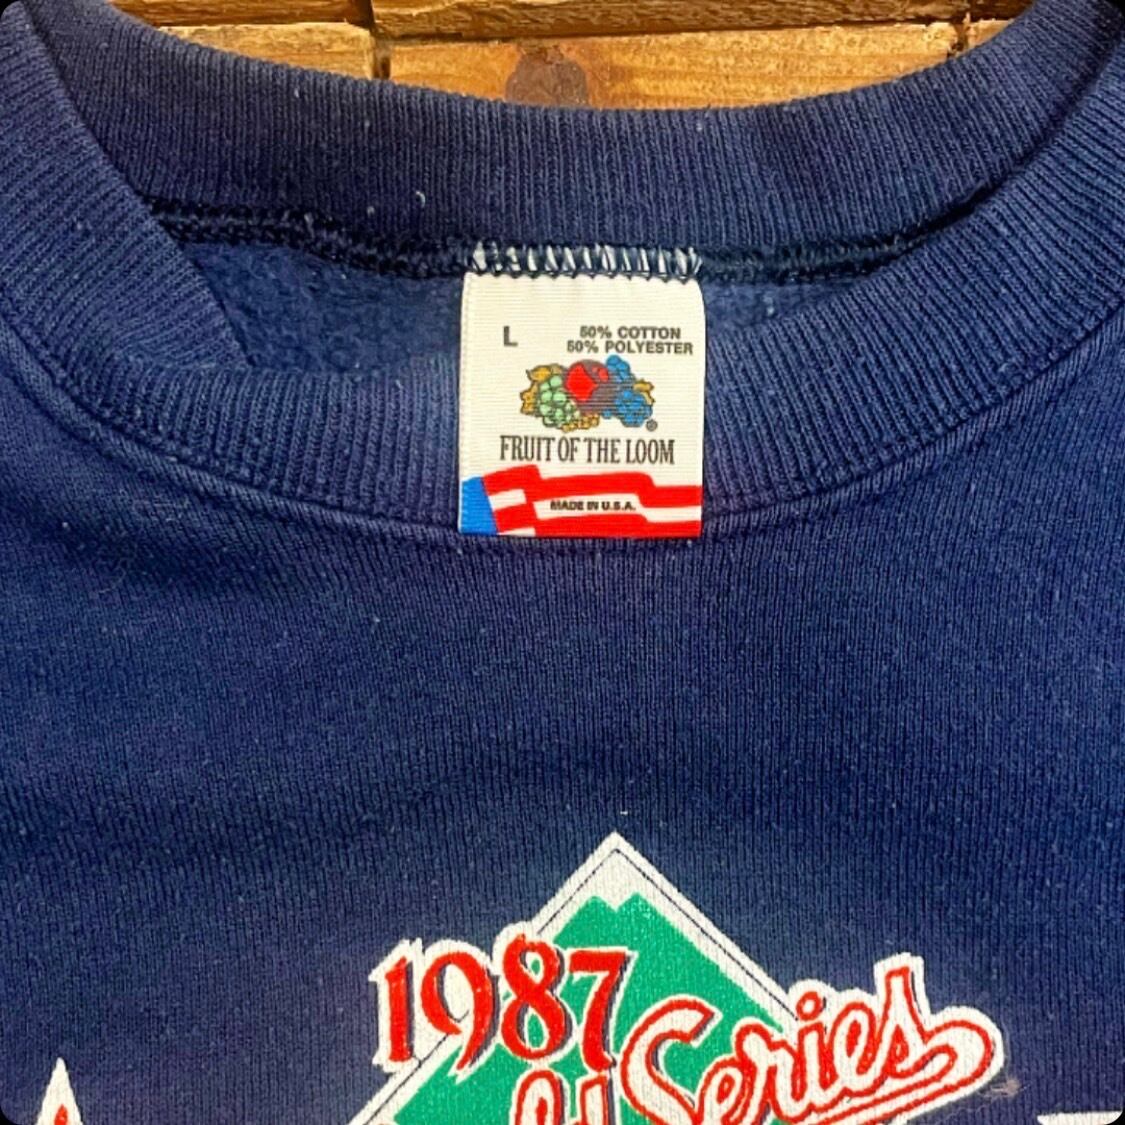 L
50% COTTON
50% POLYESTER
FRUIT OF THE LOOM
MADE IN U.S.A.
1987
Series